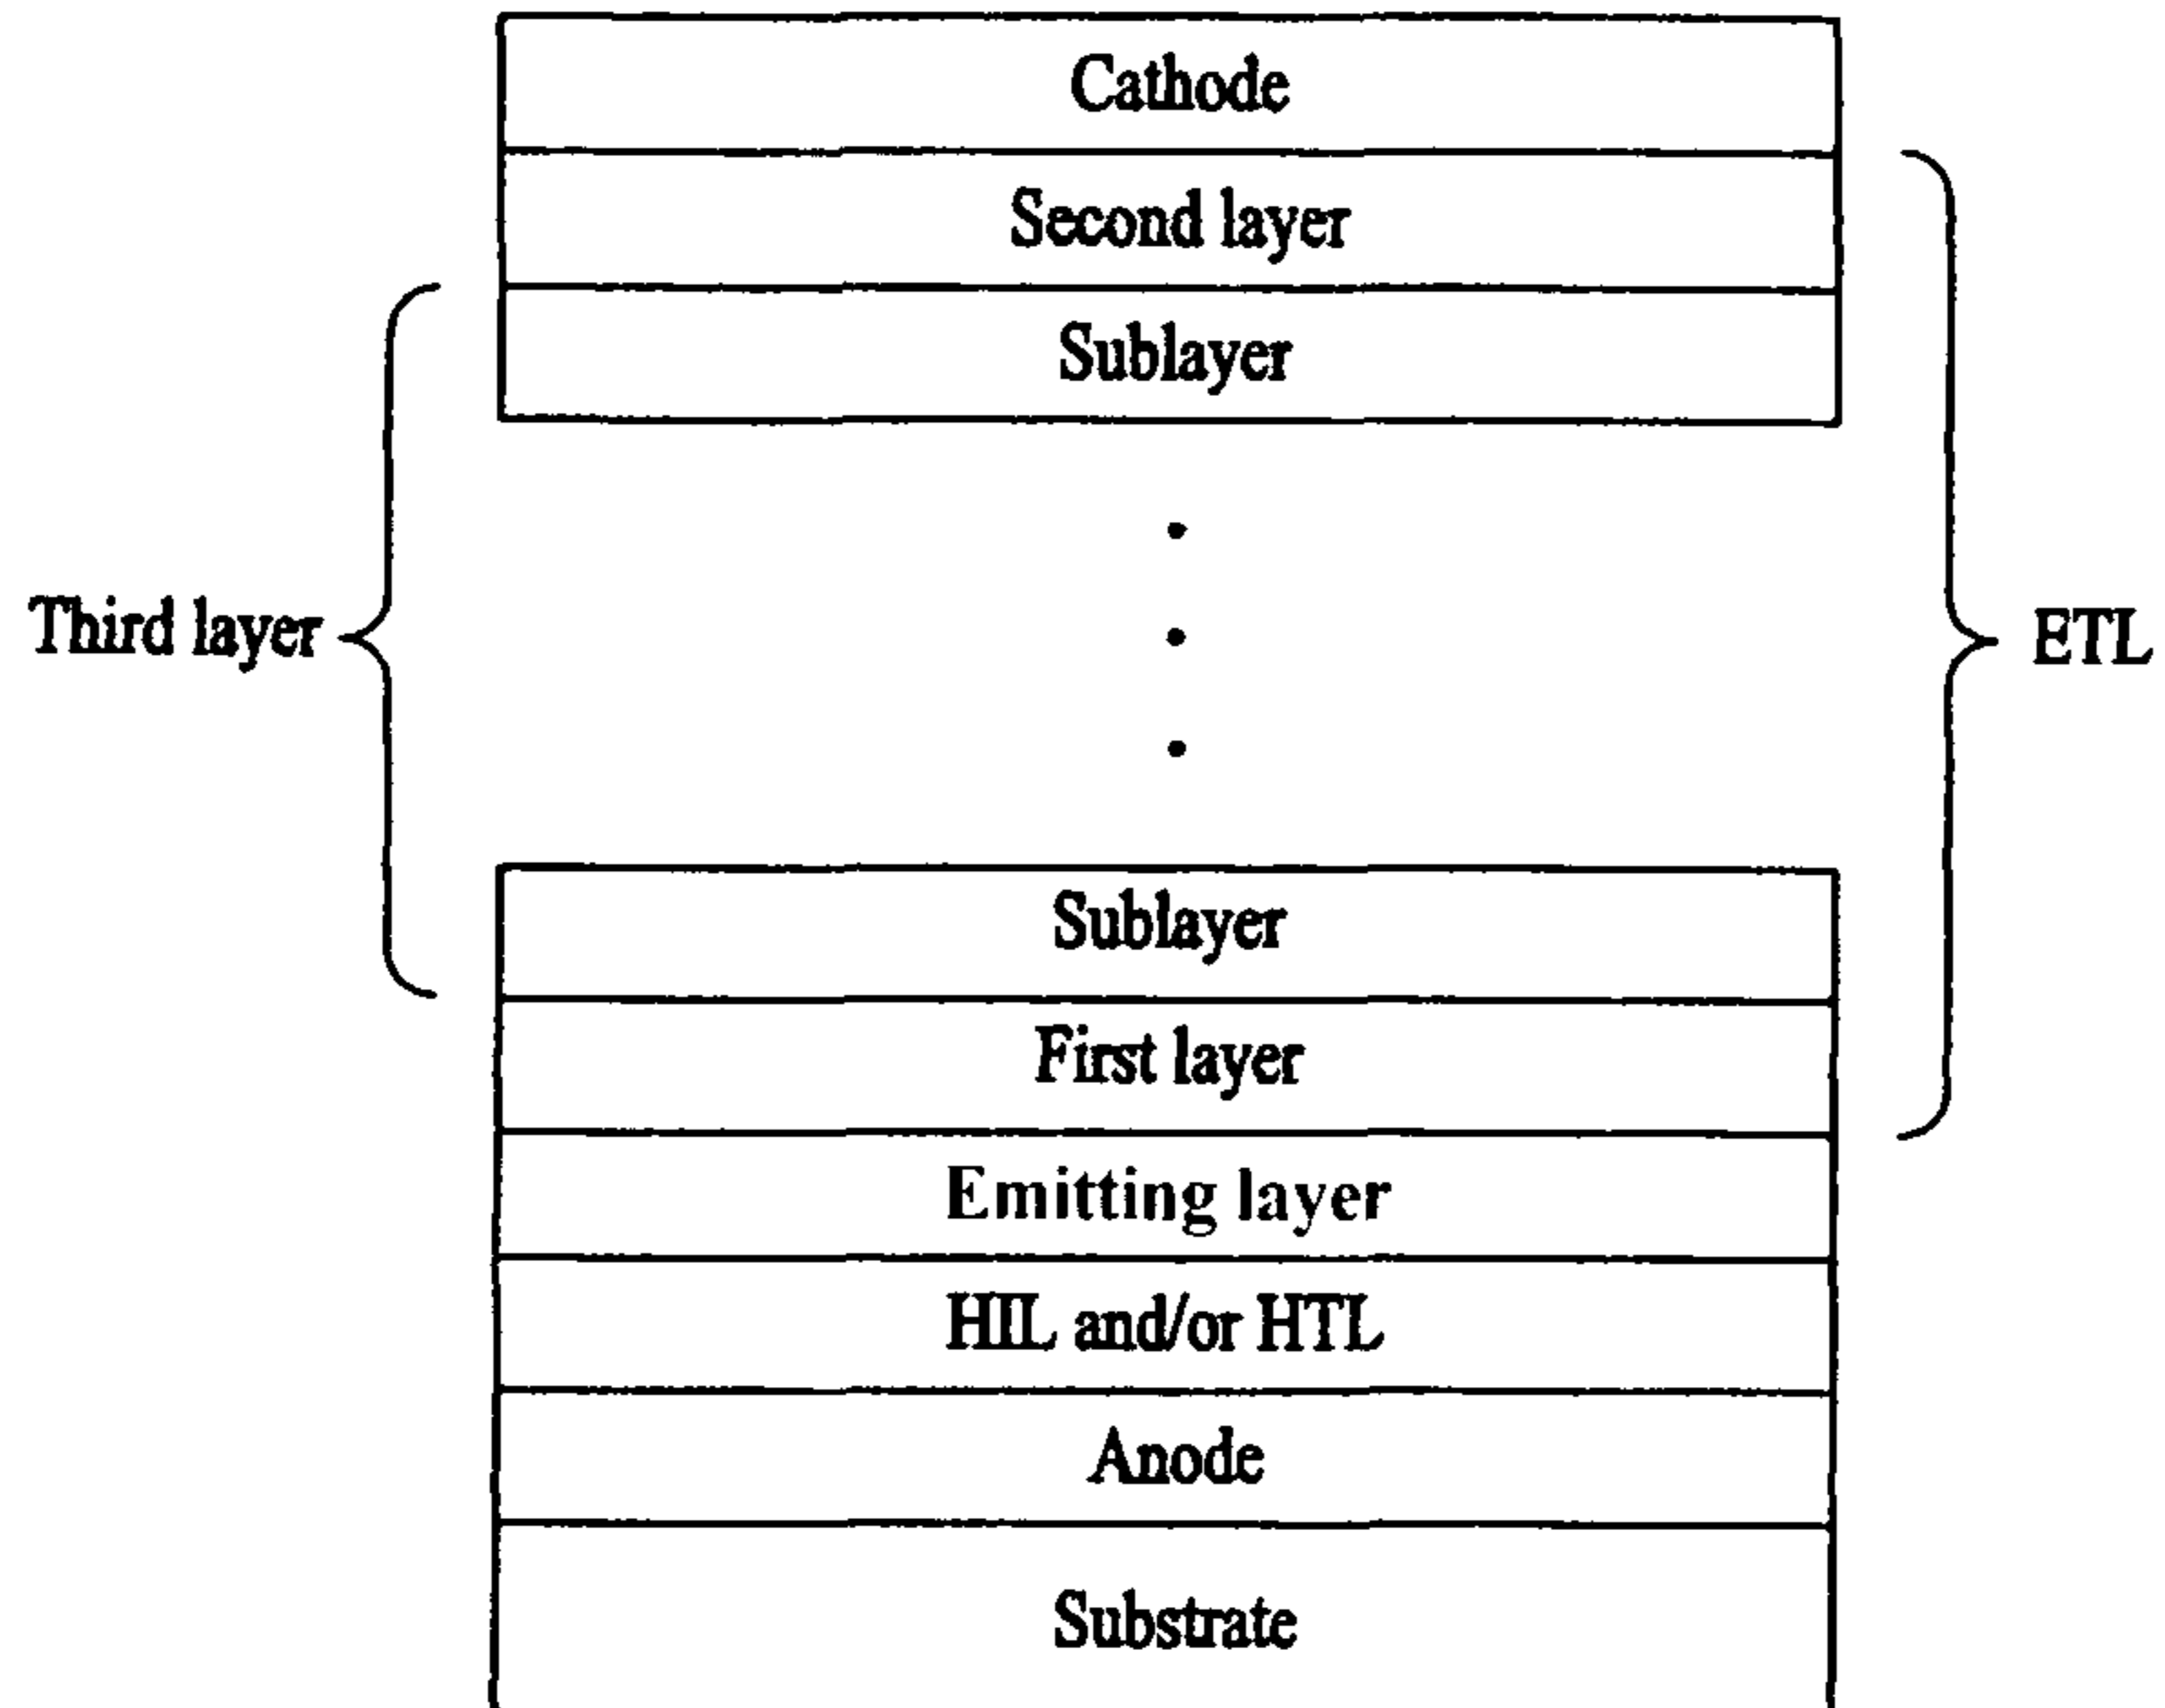 Cathode
Second layer
Sublayer
Third layer
ETL
Sublayer
First layer
Emitting layer
HIL and/or HTL
Anode
Substrate